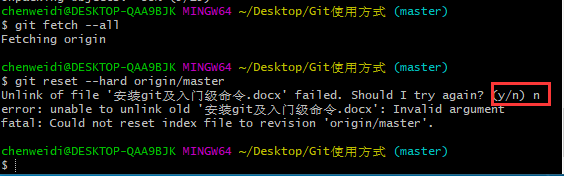 chenweidi@DESKTOP-QAA9BJK MINGW64 ~/Desktop/Git使用方式 (master)
$ git fetch --all
Fetching origin
chenweidi@DESKTOP-QAA9BJK MINGW64 ~/Desktop/Git使用方式 (master)
$ git reset --hard origin/master
Unlink of file '安装git及入门级命令.docx' failed. Should I try again? (y/n) n
error: unable to unlink old '安装git及入门级命令.docx': Invalid argument
fatal: Could not reset index file to revision 'origin/master'.
chenweidi@DESKTOP-QAA9BJK MINGW64 ~/Desktop/Git使用方式 (master)
$